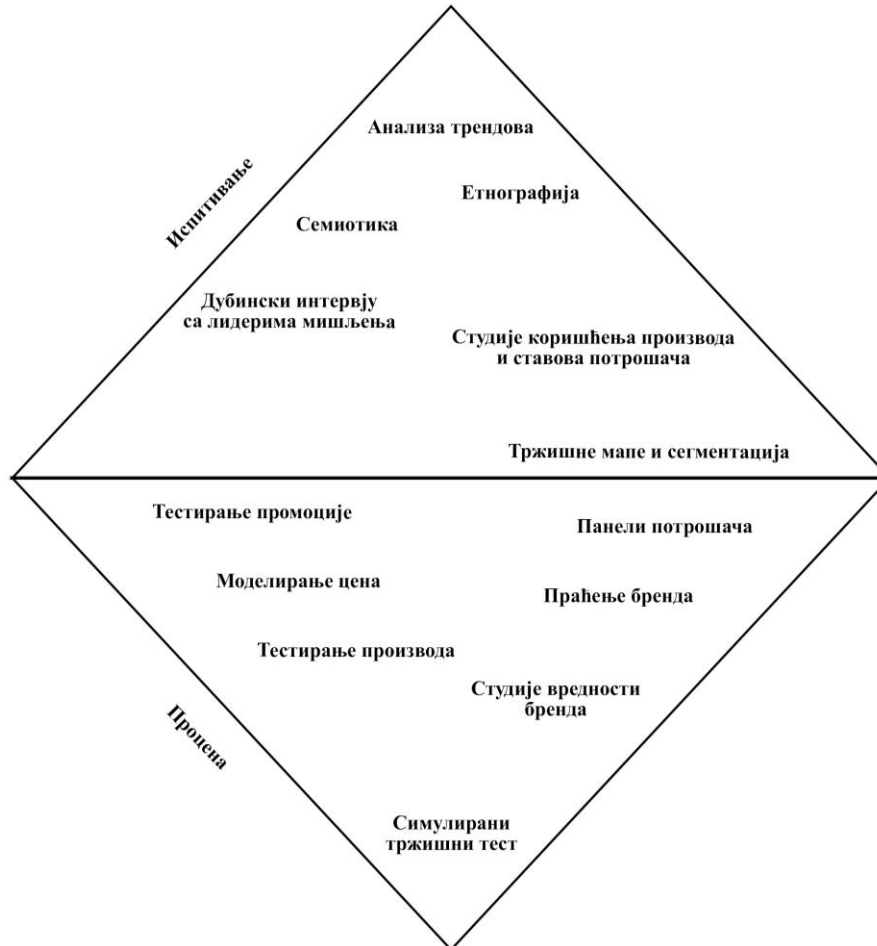 Анализа трендова
Етнографија
Испитивање
Семиотика
Дубински интервју
са лидерима мишљења
Студије коришћења производа
и ставова потрошача
Тржишне мапе и сегментација
Тестирање промоције
Панели потрошача
Моделирање цена
Праћење бренда
Тестирање производа
Студије вредности
бренда
Процена
Симулирани
тржишни тест